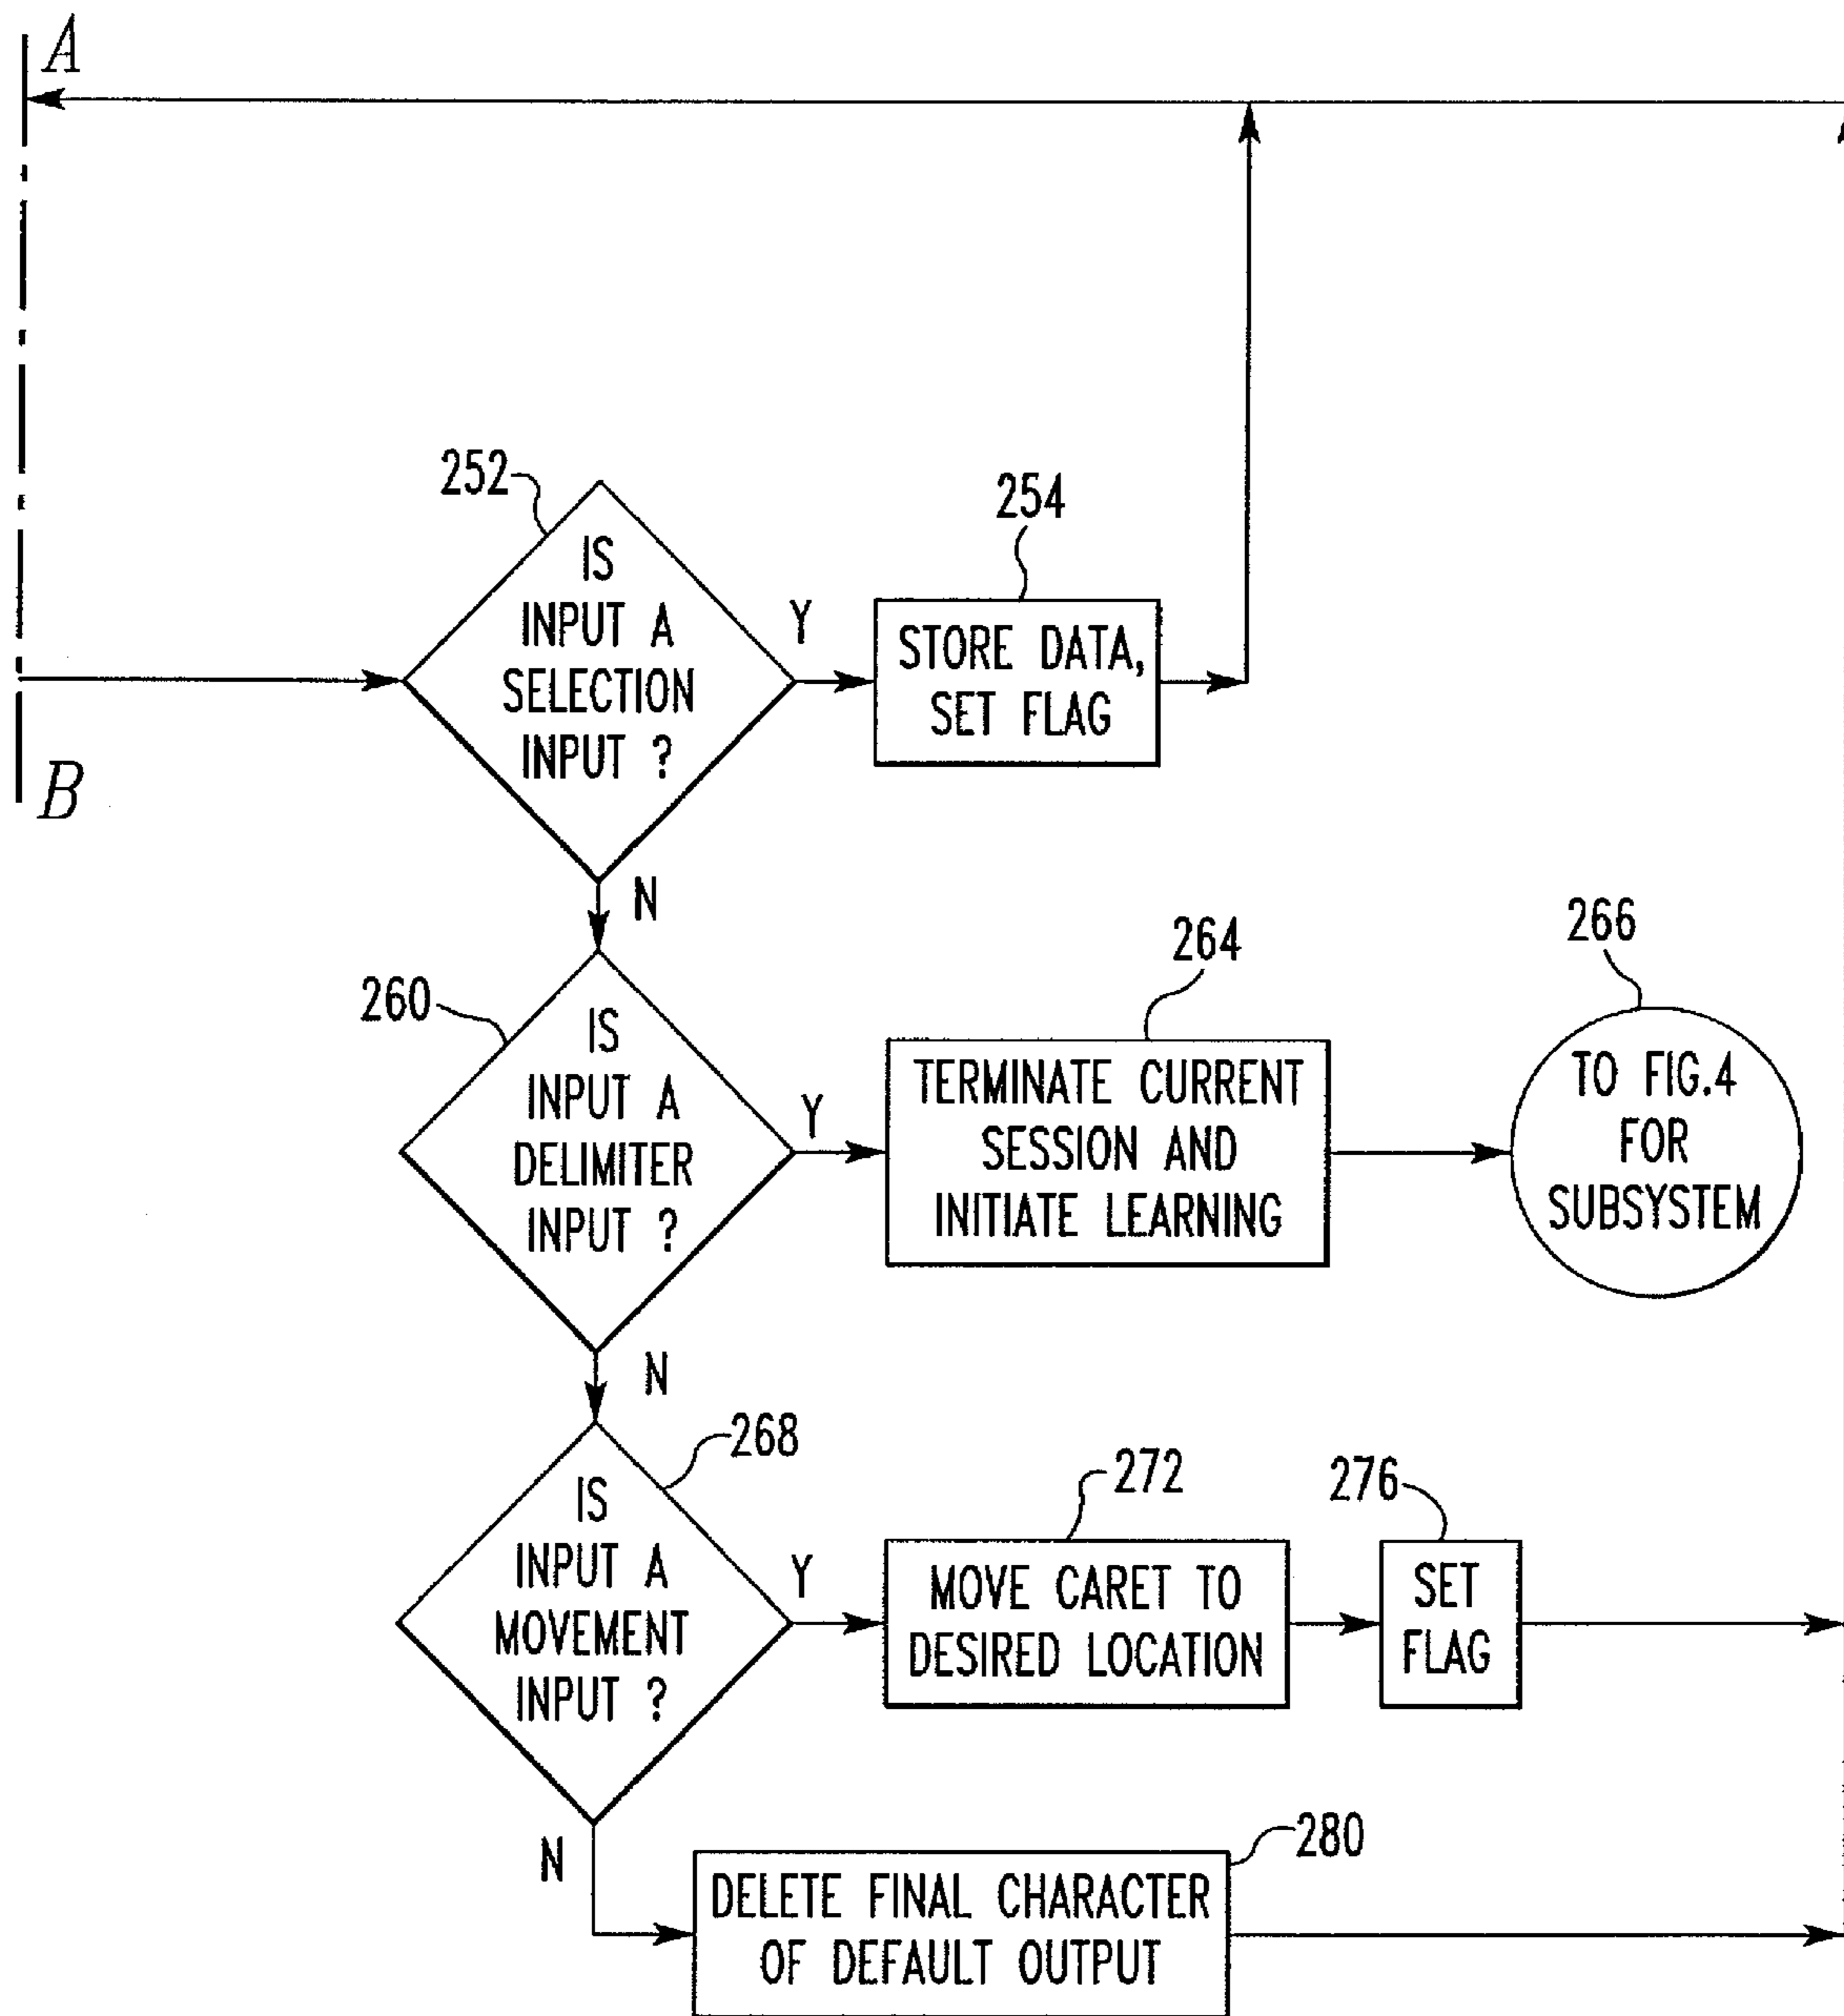 A
252
IS
INPUT A
SELECTION
INPUT ?
Y
254
STORE DATA,
SET FLAG
B
N
260
IS
INPUT A
DELIMITER
INPUT ?
Y
264
TERMINATE CURRENT
SESSION AND
INITIATE LEARNING
266
TO FIG.4
FOR
SUBSYSTEM
N
268
IS
INPUT A
MOVEMENT
INPUT ?
Y
272
MOVE CARET TO
DESIRED LOCATION
276
SET
FLAG
N
280
DELETE FINAL CHARACTER
OF DEFAULT OUTPUT